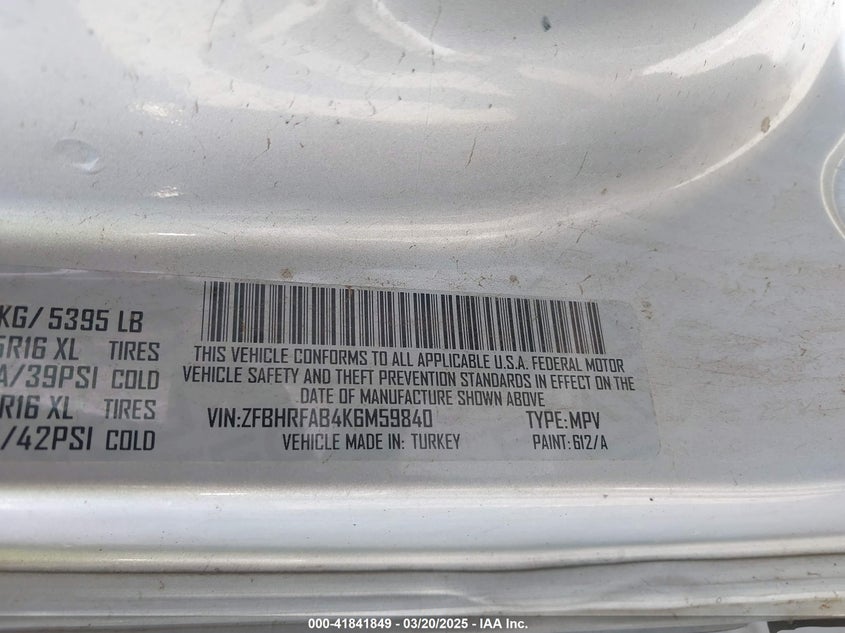 KG/ 5395 LB
5R16 XL TIRES
A/39PSI COLD
R16 XL TIRES
/42PSI COLD
THIS VEHICLE CONFORMS TO ALL APPLICABLE U.S.A. FEDERAL MOTOR
VEHICLE SAFETY AND THEFT PREVENTION STANDARDS IN EFFECT ON THE
DATE OF MANUFACTURE SHOWN ABOVE
VIN:ZFBHRFAB4K6M59840 TYPE:MPV
VEHICLE MADE IN: TURKEY PAINT:612/A
000-41841849 | 03/20/2025 - IAA Inc.